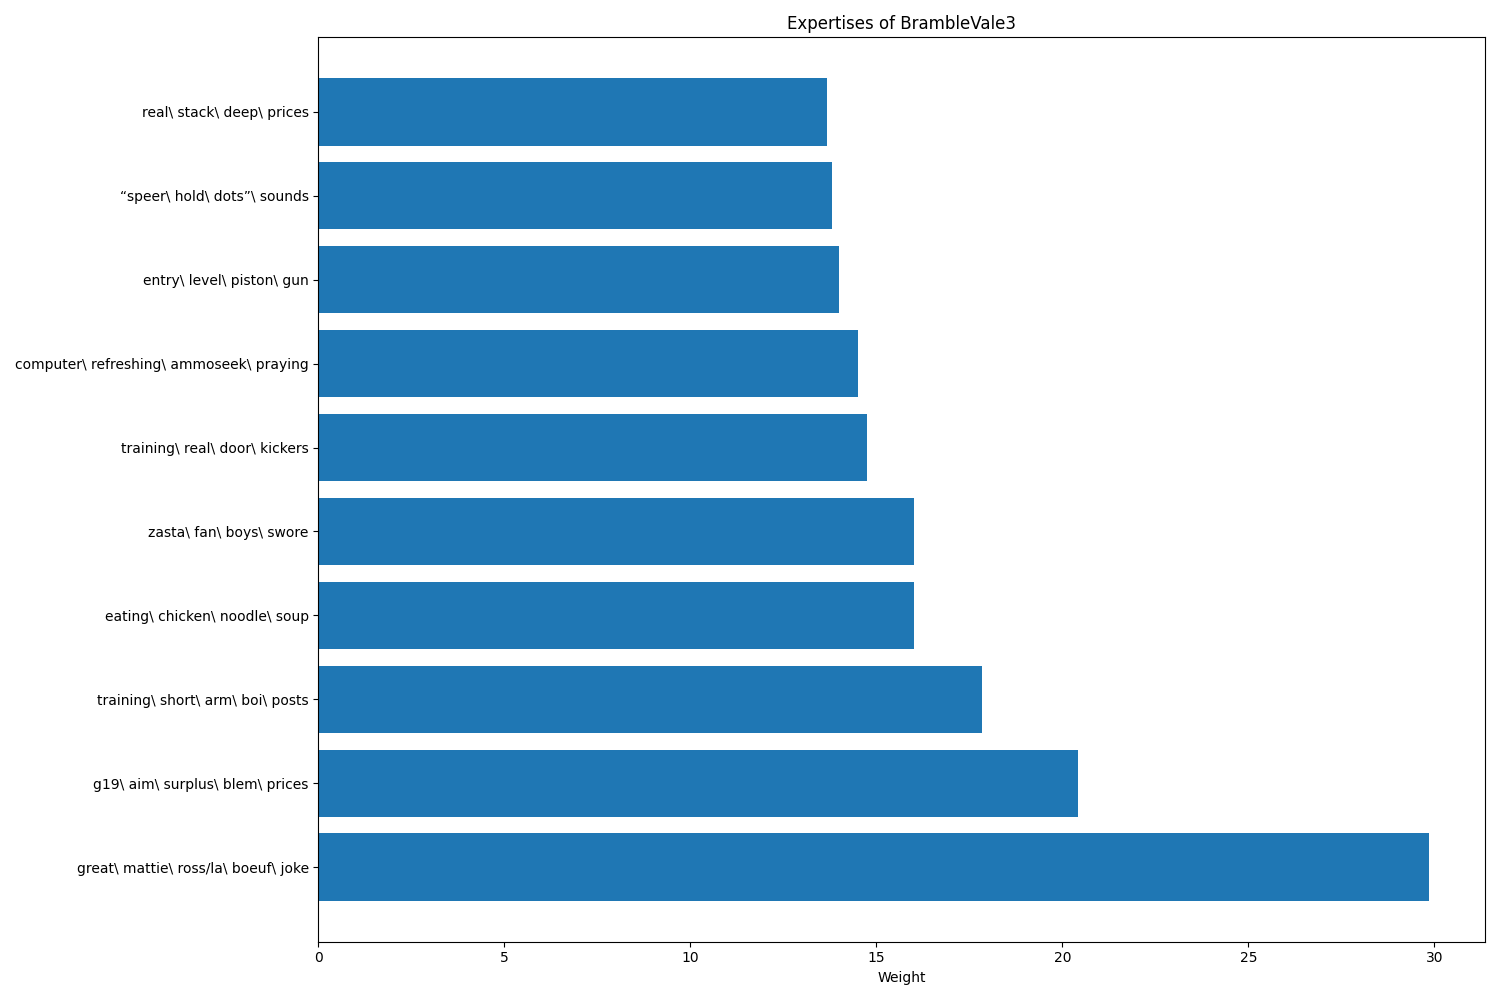 Expertises of BrambleVale3
real\ stack\ deep\ prices
“speer\ hold\ dots”\ sounds
entry\ level\ piston\ gun
computer\ refreshing\ ammoseek\ praying
training\ real\ door\ kickers
zasta\ fan\ boys\ swore
eating\ chicken\ noodle\ soup
training\ short\ arm\ boi\ posts
g19\ aim\ surplus\ blem\ prices
great\ mattie\ ross/la\ boeuf\ joke
0 5 10 15 20 25 30
Weight